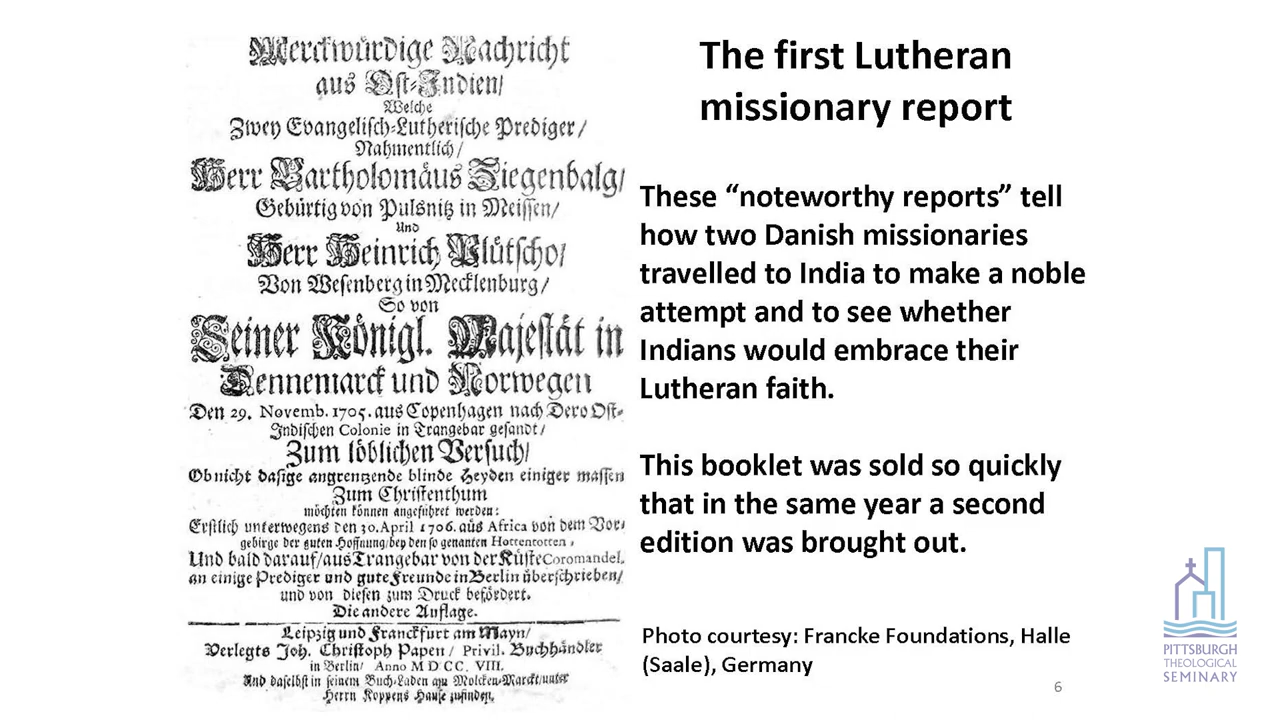 Merckwürdige Nachricht
aus Ost-Indien/
Welche
Zwey Evangelisch-Lutherische Prediger/
Nahmentlich/
Herr Bartholomäus Ziegenbalg/
Gebürtig von Pulsnitz in Meissen/
Und
Herr Heinrich Plütscho/
Von Wesenberg in Mecklenburg/
So von
Seiner Königl. Majestät in
Dennemarck und Norwegen
Den 29. Novemb. 1705. aus Copenhagen nach Dero Ost-
Indischen Colonie in Trangebar gesandt/
Zum löblichen Versuch/
Ob nicht dasige angrentzende blinde Heyden einiger massen
Zum Christenthum
möchten können angeführet werden:
Erstlich unterwegens den 30. April 1706. aus Africa von dem Vor-
gebirge der guten Hoffnung/bey den so genanten Hottentotten,
Und bald darauf/aus Trangebar von der Küste Coromandel,
an einige Prediger und gute Freunde in Berlin überschrieben/
und von diesen zum Druck befördert.
Die andere Auflage.
Leipzig und Franckfurt am Mayn/
Verlegts Joh. Christoph Papen/ Privil. Buchhändler
in Berlin/ Anno M D CC. VIII.
Und daselbst in seinem Buch-Laden am Molcken-Marckt/unter
Herrn Koppens Hause zufinden.
The first Lutheran
missionary report
These “noteworthy reports” tell
how two Danish missionaries
travelled to India to make a noble
attempt and to see whether
Indians would embrace their
Lutheran faith.
This booklet was sold so quickly
that in the same year a second
edition was brought out.
Photo courtesy: Francke Foundations, Halle
(Saale), Germany
6
PITTSBURGH
THEOLOGICAL
SEMINARY